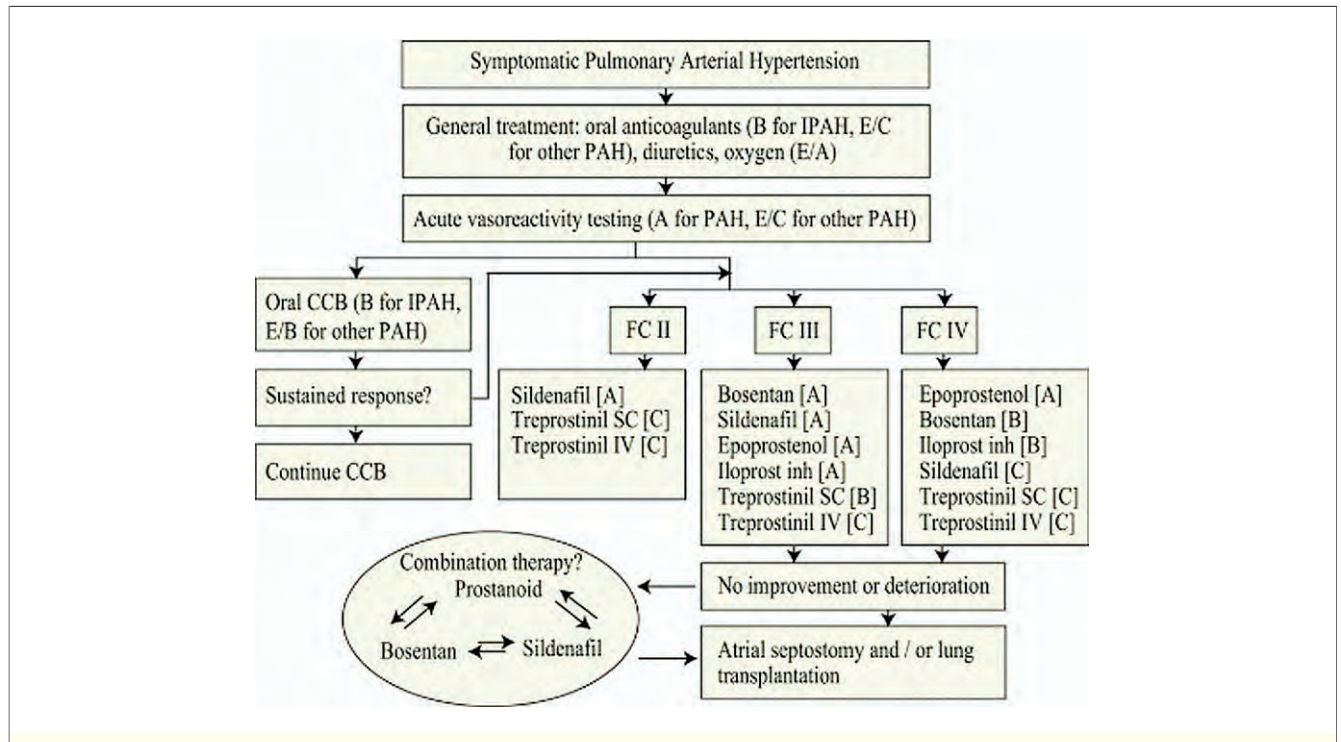 Symptomatic Pulmonary Arterial Hypertension
General treatment: oral anticoagulants (B for IPAH, E/C
for other PAH), diuretics, oxygen (E/A)
Acute vasoreactivity testing (A for PAH, E/C for other PAH)
Oral CCB (B for IPAH,
E/B for other PAH)
Sustained response?
Continue CCB
FC II
Sildenafil [A]
Treprostinil SC [C]
Treprostinil IV [C]
FC III
Bosentan [A]
Sildenafil [A]
Epoprostenol [A]
Iloprost inh [A]
Treprostinil SC [B]
Treprostinil IV [C]
FC IV
Epoprostenol [A]
Bosentan [B]
Iloprost inh [B]
Sildenafil [C]
Treprostinil SC [C]
Treprostinil IV [C]
No improvement or deterioration
Combination therapy?
Prostanoid
Bosentan
Sildenafil
Atrial septostomy and / or lung
transplantation